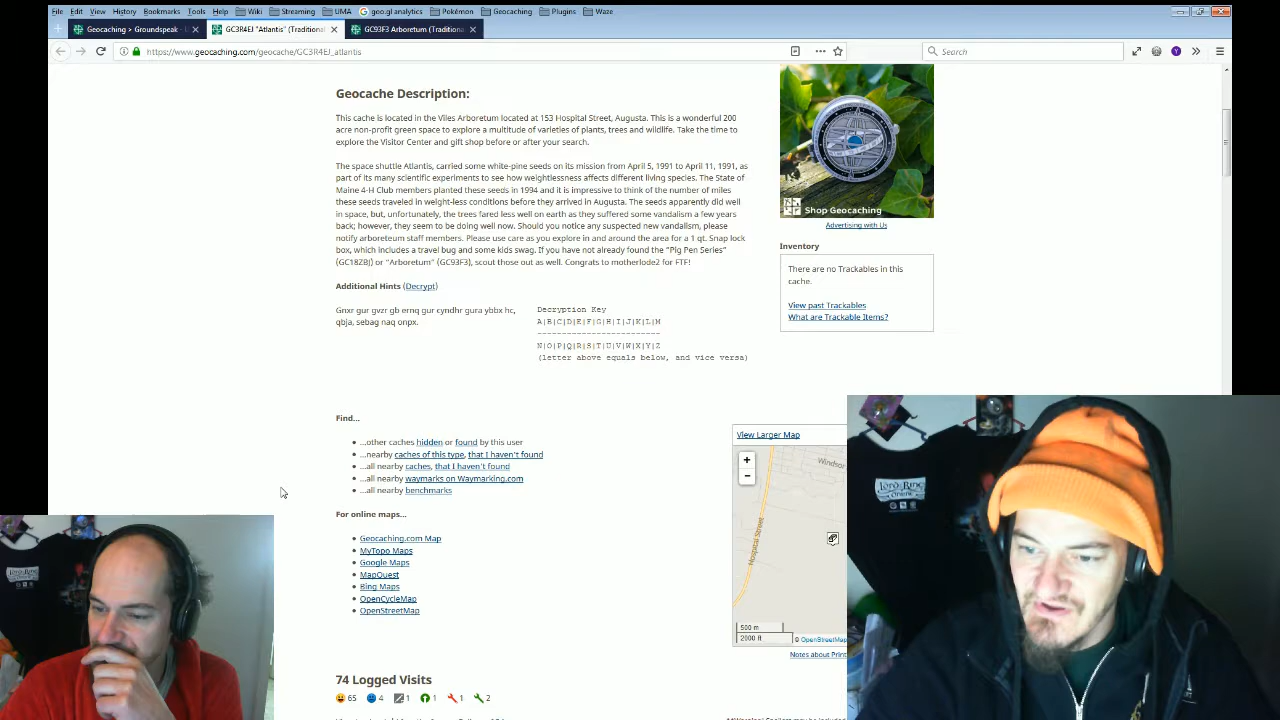 File Edit View History Bookmarks Tools Help Wiki Streaming UMA goo.gl analytics Pokémon Geocaching Plugins Waze
Geocaching > Groundspeak - GC3R4EJ "Atlantis" (Traditional GC93F3 Arboretum (Traditiona
https://www.geocaching.com/geocache/GC3R4EJ_atlantis Search
Geocache Description:
This cache is located in the Viles Arboretum located at 153 Hospital Street, Augusta. This is a wonderful 200
acre non-profit green space to explore a multitude of varieties of plants, trees and wildlife. Take the time to
explore the Visitor Center and gift shop before or after your search.
The space shuttle Atlantis, carried some white-pine seeds on its mission from April 5, 1991 to April 11, 1991, as
part of its many scientific experiments to see how weightlessness affects different living species. The State of
Maine 4-H Club members planted these seeds in 1994 and it is impressive to think of the number of miles
these seeds traveled in weight-less conditions before they arrived in Augusta. The seeds apparently did well
in space, but, unfortunately, the trees fared less well on earth as they suffered some vandalism a few years
back; however, they seem to be doing well now. Should you notice any suspected new vandalism, please
notify arboreteum staff members. Please use care as you explore in and around the area for a 1 qt. Snap lock
box, which includes a travel bug and some kids swag. If you have not already found the "Pig Pen Series"
(GC18ZBJ) or "Arboretum" (GC93F3), scout those out as well. Congrats to motherlode2 for FTF!
Additional Hints (Decrypt)
Gnxr gur gvzr gb ernq gur cyndhr gura ybbx hc,
qbja, sebag naq onpx.
Decryption Key
A|B|C|D|E|F|G|H|I|J|K|L|M
-------------------------
N|O|P|Q|R|S|T|U|V|W|X|Y|Z
(letter above equals below, and vice versa)
Shop Geocaching
Advertising with Us
Inventory
There are no Trackables in this
cache.
View past Trackables
What are Trackable Items?
Find...
...other caches hidden or found by this user
...nearby caches of this type, that I haven't found
...all nearby caches, that I haven't found
...all nearby waymarks on Waymarking.com
...all nearby benchmarks
For online maps...
Geocaching.com Map
MyTopo Maps
Google Maps
MapQuest
Bing Maps
OpenCycleMap
OpenStreetMap
View Larger Map
+
-
Windsor
Hospital Street
500 m
2000 ft
© OpenStreetMap
Notes about Print
74 Logged Visits
65 4 1 1 1 2